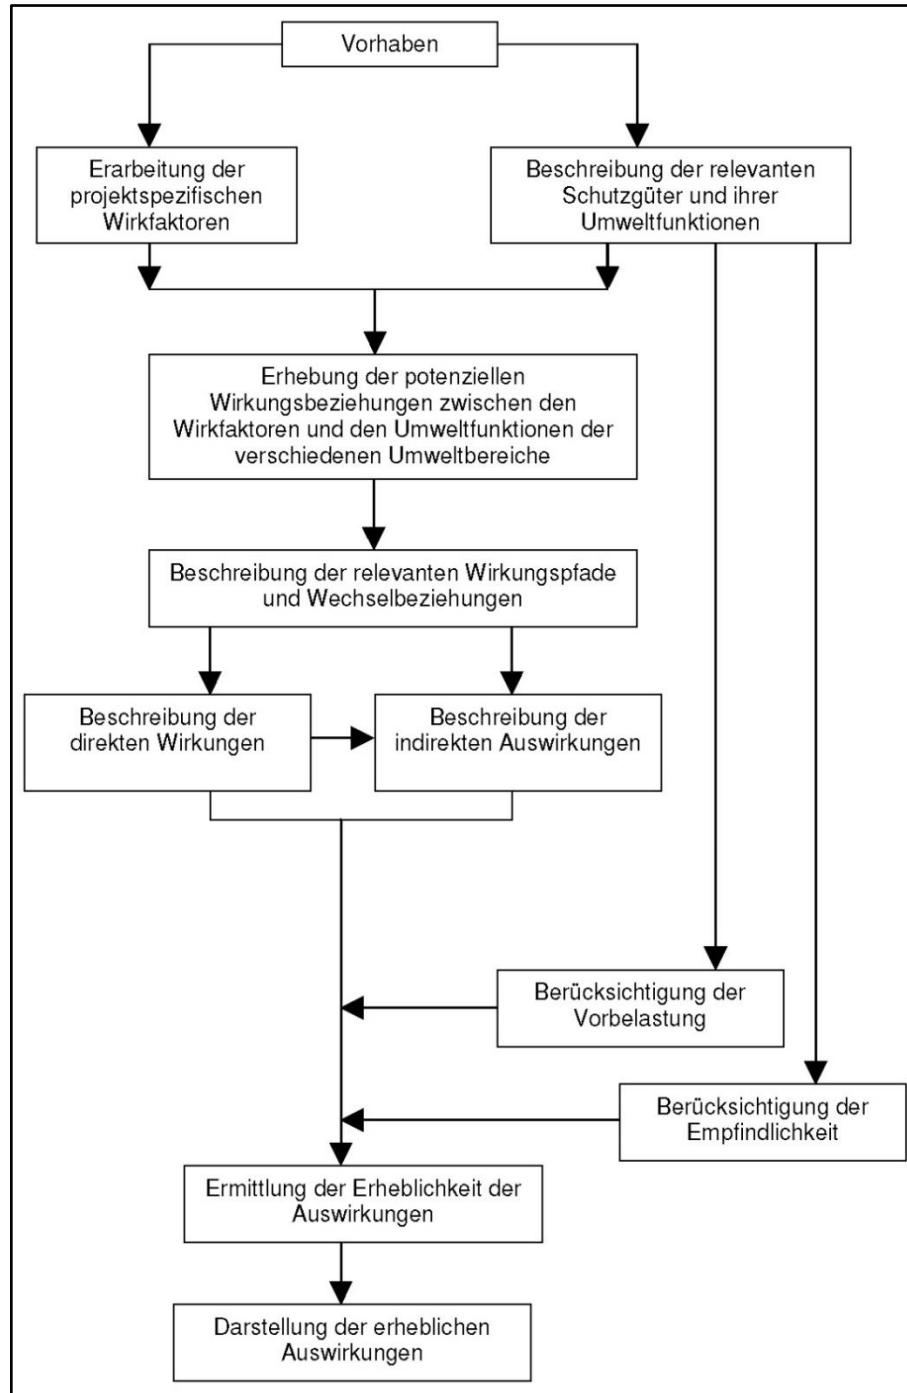 Vorhaben
Erarbeitung der
projektspezifischen
Wirkfaktoren
Beschreibung der relevanten
Schutzgüter und ihrer
Umweltfunktionen
Erhebung der potenziellen
Wirkungsbeziehungen zwischen den
Wirkfaktoren und den Umweltfunktionen der
verschiedenen Umweltbereiche
Beschreibung der relevanten Wirkungspfade
und Wechselbeziehungen
Beschreibung der
direkten Wirkungen
Beschreibung der
indirekten Auswirkungen
Berücksichtigung der
Vorbelastung
Berücksichtigung der
Empfindlichkeit
Ermittlung der Erheblichkeit der
Auswirkungen
Darstellung der erheblichen
Auswirkungen